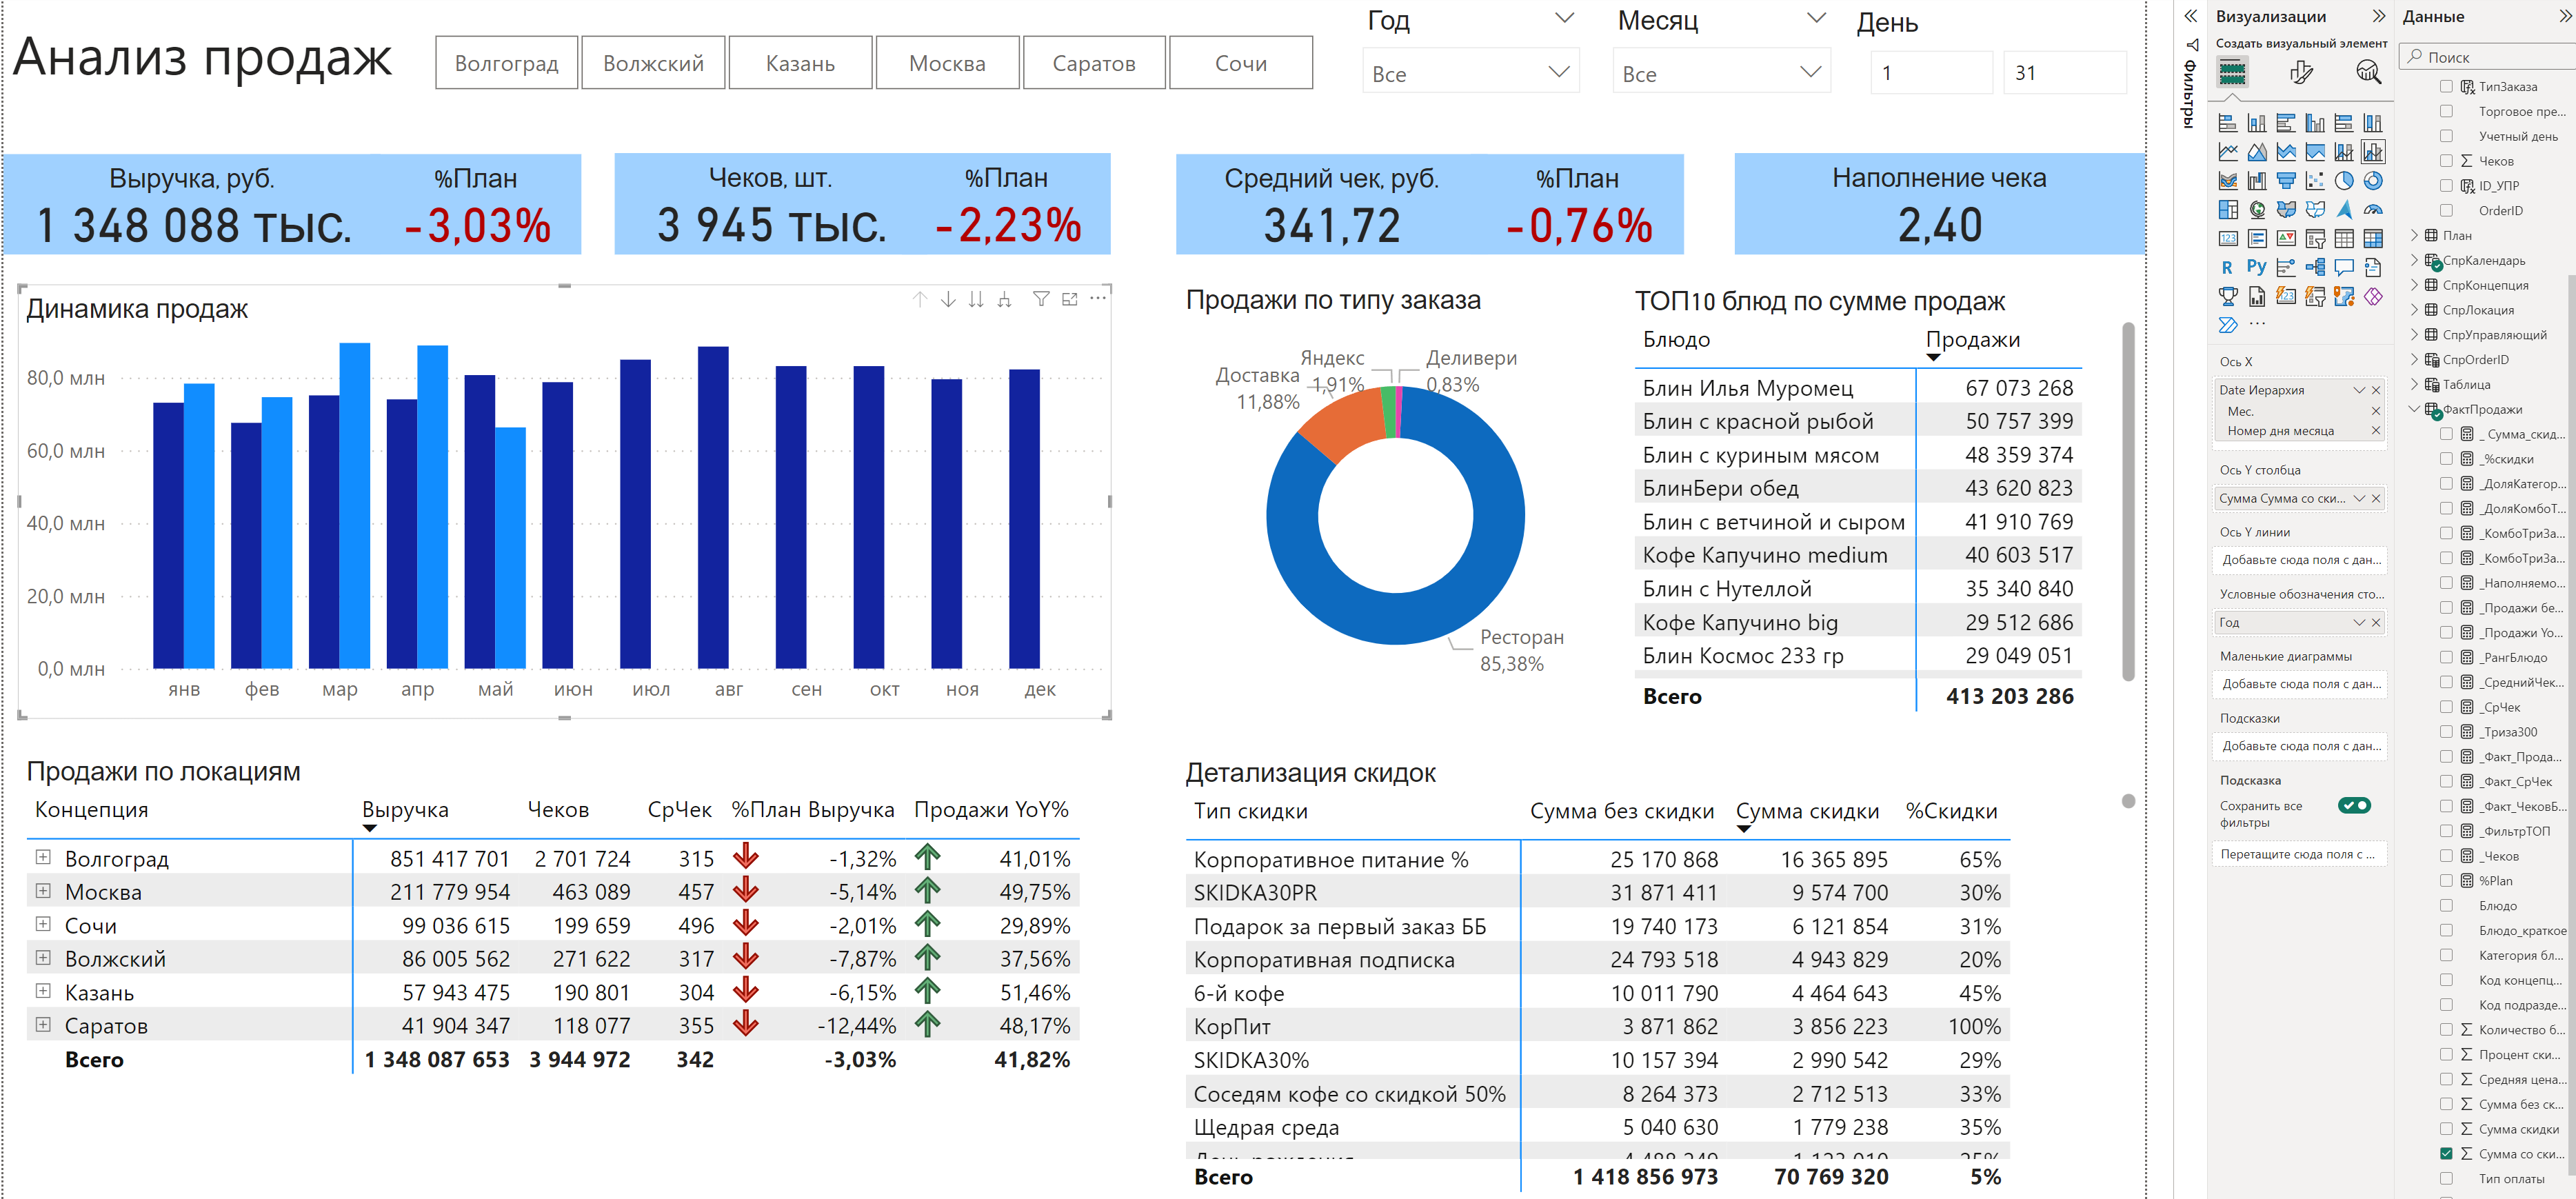 Анализ продаж
Волгоград
Волжский
Казань
Москва
Саратов
Сочи
Год
Все
Месяц
Все
День
1
31
Выручка, руб. %План
1 348 088 тыс. -3,03%
Чеков, шт. %План
3 945 тыс. -2,23%
Средний чек, руб. %План
341,72 -0,76%
Наполнение чека
2,40
Динамика продаж
80,0 млн
60,0 млн
40,0 млн
20,0 млн
0,0 млн
янв фев мар апр май июн июл авг сен окт ноя дек
Продажи по типу заказа
Яндекс
1,91%
Деливери
0,83%
Доставка
11,88%
Ресторан
85,38%
ТОП10 блюд по сумме продаж
Блюдо Продажи
Блин Илья Муромец 67 073 268
Блин с красной рыбой 50 757 399
Блин с куриным мясом 48 359 374
БлинБери обед 43 620 823
Блин с ветчиной и сыром 41 910 769
Кофе Капучино medium 40 603 517
Блин с Нутеллой 35 340 840
Кофе Капучино big 29 512 686
Блин Космос 233 гр 29 049 051
Всего 413 203 286
Продажи по локациям
Концепция Выручка Чеков СрЧек %План Выручка Продажи YoY%
Волгоград 851 417 701 2 701 724 315 -1,32% 41,01%
Москва 211 779 954 463 089 457 -5,14% 49,75%
Сочи 99 036 615 199 659 496 -2,01% 29,89%
Волжский 86 005 562 271 622 317 -7,87% 37,56%
Казань 57 943 475 190 801 304 -6,15% 51,46%
Саратов 41 904 347 118 077 355 -12,44% 48,17%
Всего 1 348 087 653 3 944 972 342 -3,03% 41,82%
Детализация скидок
Тип скидки Сумма без скидки Сумма скидки %Скидки
Корпоративное питание % 25 170 868 16 365 895 65%
SKIDKA30PR 31 871 411 9 574 700 30%
Подарок за первый заказ ББ 19 740 173 6 121 854 31%
Корпоративная подписка 24 793 518 4 943 829 20%
6-й кофе 10 011 790 4 464 643 45%
КорПит 3 871 862 3 856 223 100%
SKIDKA30% 10 157 394 2 990 542 29%
Соседям кофе со скидкой 50% 8 264 373 2 712 513 33%
Щедрая среда 5 040 630 1 779 238 35%
Всего 1 418 856 973 70 769 320 5%
Фильтры
Визуализации
Создать визуальный элемент
123
R
Py
123
...
Ось X
Date Иерархия
Мес.
Номер дня месяца
Ось Y столбца
Сумма Сумма со ски...
Ось Y линии
Добавьте сюда поля с дан...
Условные обозначения сто...
Год
Маленькие диаграммы
Добавьте сюда поля с дан...
Подсказки
Добавьте сюда поля с дан...
Подсказка
Сохранить все
фильтры
Перетащите сюда поля с ...
Данные
Поиск
ТипЗаказа
Торговое пре...
Учетный день
Чеков
ID_УПР
OrderID
План
СпрКалендарь
СпрКонцепция
СпрЛокация
СпрУправляющий
СпрOrderID
Таблица
ФактПродажи
_ Сумма_скид...
_%скидки
_ДоляКатегор...
_ДоляКомбоТ...
_КомбоТриЗа...
_КомбоТриЗа...
_Наполняемо...
_Продажи бе...
_Продажи Yo...
_РангБлюдо
_СреднийЧек...
_СрЧек
_Триза300
_Факт_Прода...
_Факт_СрЧек
_Факт_ЧековБ...
_ФильтрТОП
_Чеков
%Plan
Блюдо
Блюдо_краткое
Категория бл...
Код концепц...
Код подразде...
Количество б...
Процент ски...
Средняя цена...
Сумма без ск...
Сумма скидки
Сумма со ски...
Тип оплаты